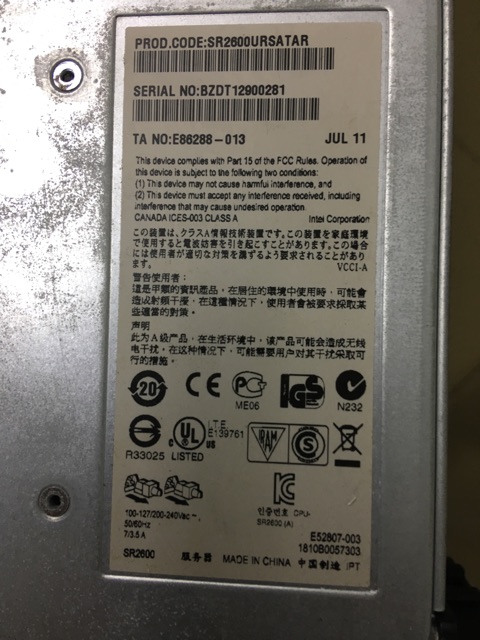 PROD.CODE:SR2600URSATAR
SERIAL NO:BZDT12900281
TA NO:E86288-013 JUL 11
This device complies with Part 15 of the FCC Rules. Operation of
this device is subject to the following two conditions:
(1) This device may not cause harmful interference, and
(2) This device must accept any interference received, including
interference that may cause undesired operation.
CANADA ICES-003 CLASS A Intel Corporation
この装置は、クラスA情報技術装置です。この装置を家庭環境
で使用すると電波妨害を引き起こすことがあります。この場合
には使用者が適切な対策を講ずるよう要求されることがありま
す。 VCCI-A
警告使用者:
這是甲類的資訊產品，在居住的環境中使用時，可能會
造成射頻干擾，在這種情況下，使用者會被要求採取某
些適當的對策。
声明
此为A级产品，在生活环境中，该产品可能会造成无线
电干扰。在这种情况下，可能需要用户对其干扰采取可
行的措施。
20 CE PC ME06 GS N232
R33025 c UL us LISTED I.T.E. E139761 IRAM S
100-127/200-240Vac~,
50/60Hz
7/3.5 A
인증번호 CPU-
SR2600 (A)
E52807-003
1810B0057303
SR2600 服务器 MADE IN CHINA 中国制造 IPT